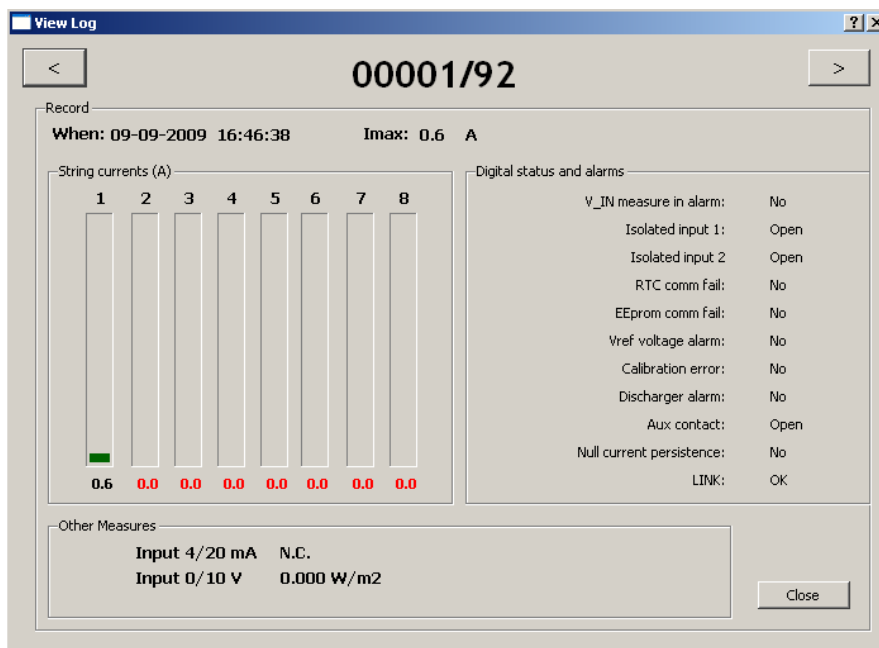 View Log
<
00001/92
>
Record
When: 09-09-2009 16:46:38 Imax: 0.6 A
String currents (A)
1 2 3 4 5 6 7 8
0.6 0.0 0.0 0.0 0.0 0.0 0.0 0.0
Digital status and alarms
V_IN measure in alarm: No
Isolated input 1: Open
Isolated input 2 Open
RTC comm fail: No
EEprom comm fail: No
Vref voltage alarm: No
Calibration error: No
Discharger alarm: No
Aux contact: Open
Null current persistence: No
LINK: OK
Other Measures
Input 4/20 mA N.C.
Input 0/10 V 0.000 W/m2
Close